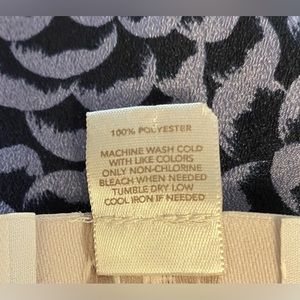 100% POLYESTER
MACHINE WASH COLD
WITH LIKE COLORS
ONLY NON-CHLORINE
BLEACH WHEN NEEDED
TUMBLE DRY LOW
COOL IRON IF NEEDED